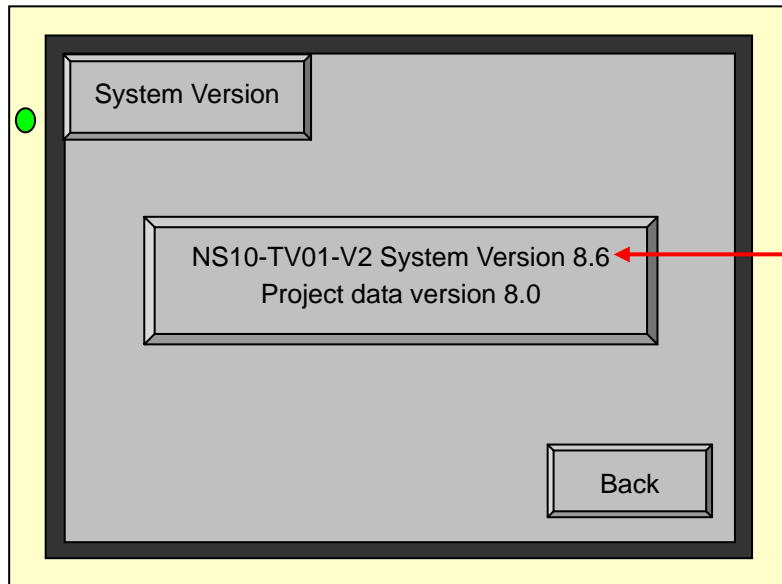 System Version
NS10-TV01-V2 System Version 8.6
Project data version 8.0
Back